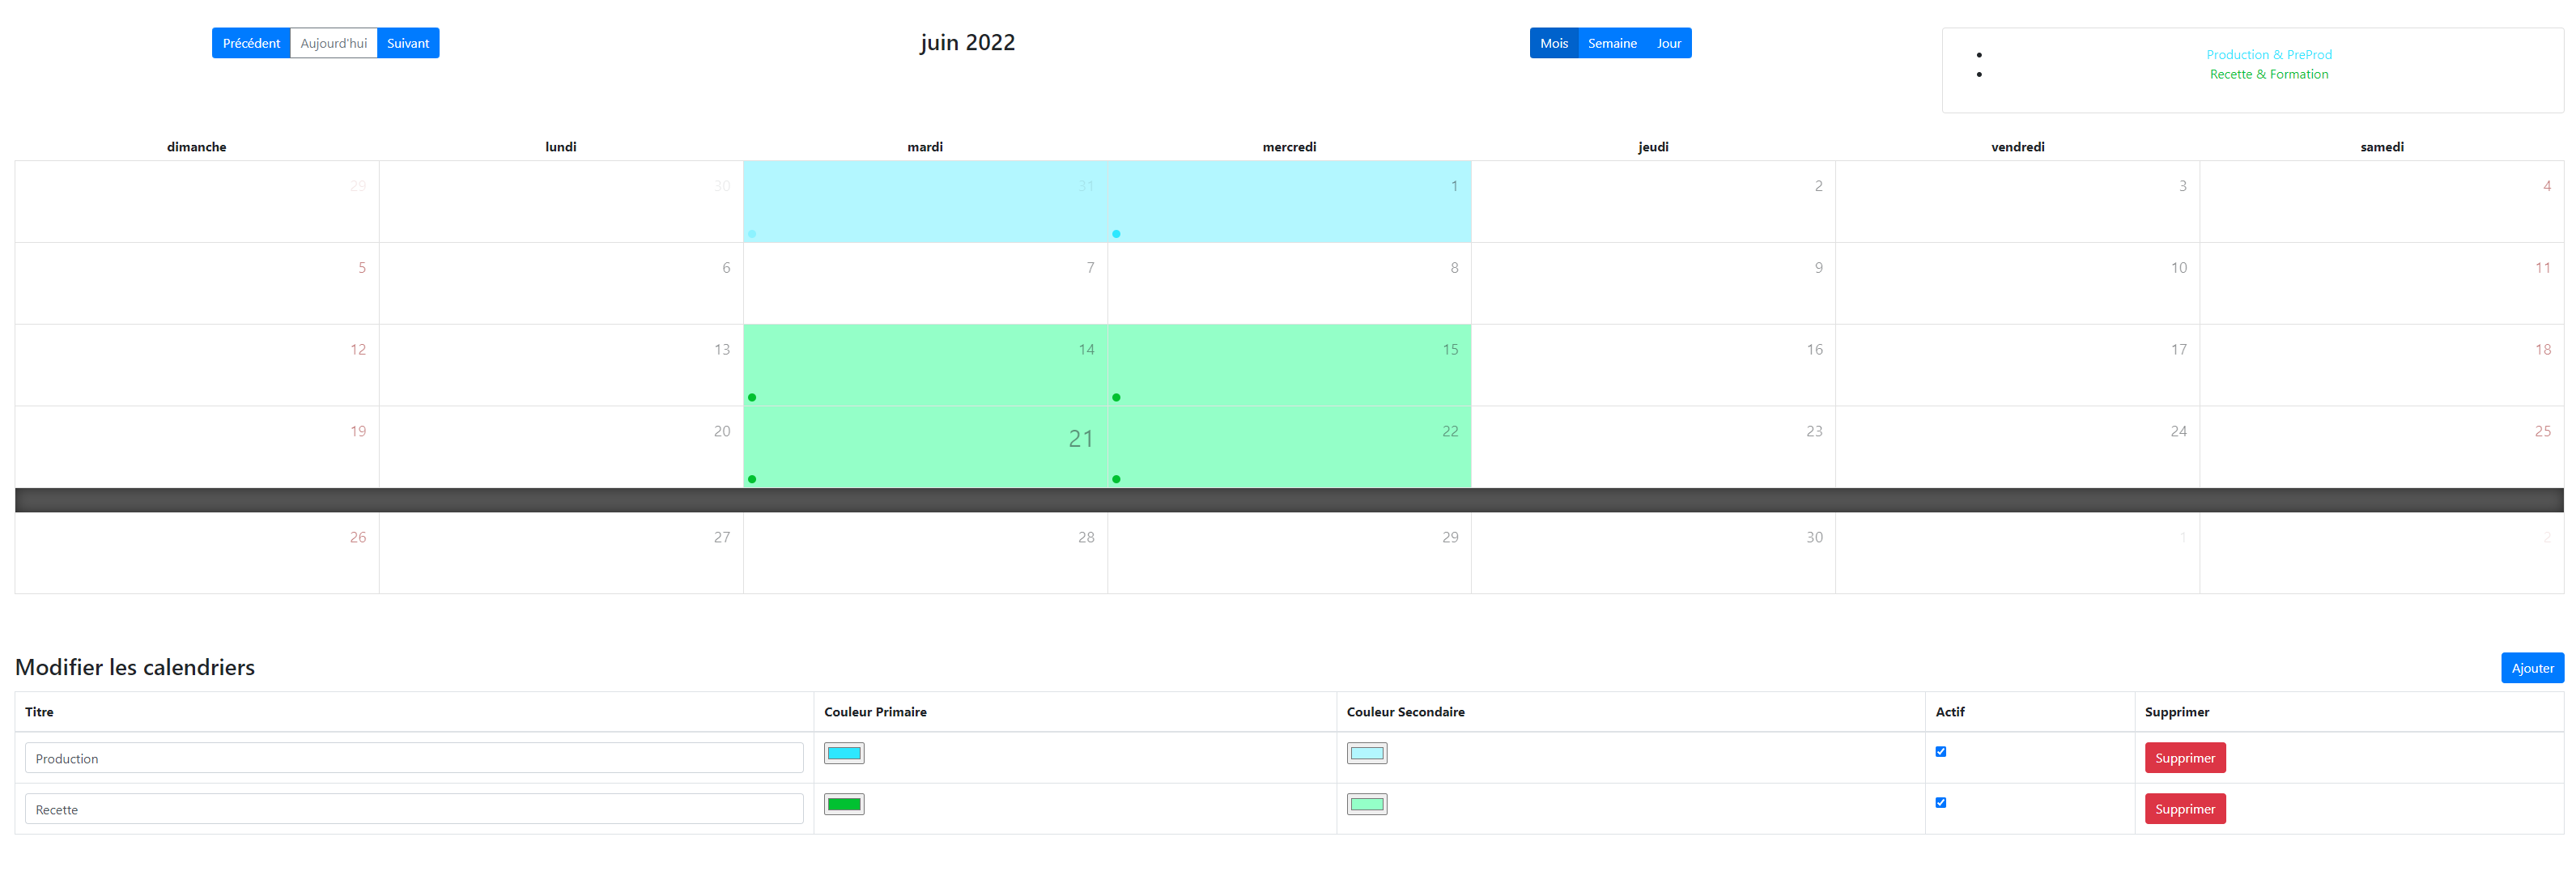 Précédent Aujourd'hui Suivant
juin 2022
Mois Semaine Jour
Production & PreProd
Recette & Formation
dimanche lundi mardi mercredi jeudi vendredi samedi
29 30 31 1 2 3 4
5 6 7 8 9 10 11
12 13 14 15 16 17 18
19 20 21 22 23 24 25
26 27 28 29 30 1 2
Modifier les calendriers
Ajouter
Titre Couleur Primaire Couleur Secondaire Actif Supprimer
Production Supprimer
Recette Supprimer